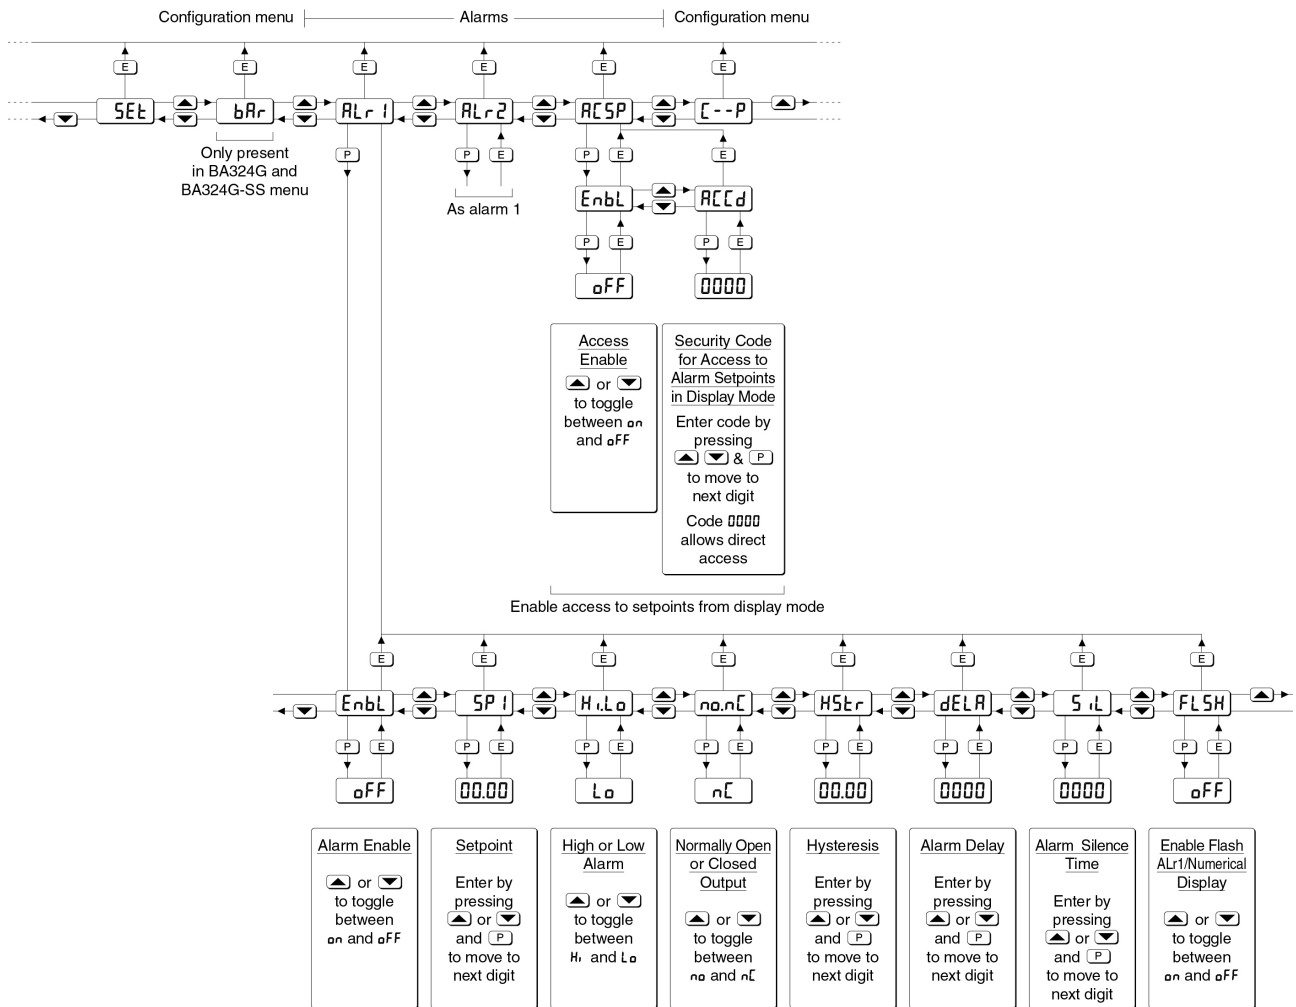 Configuration menu
Alarms
Configuration menu
E E E E E E
SEt bAr ALr1 ALr2 ACSP C--P
Only present
in BA324G and
BA324G-SS menu
P
P E
As alarm 1
P E E
EnbL ACCd
P E P E
oFF 0000
Access
Enable
or
to toggle
between on
and oFF
Security Code
for Access to
Alarm Setpoints
in Display Mode
Enter code by
pressing
& P
to move to
next digit
Code 0000
allows direct
access
Enable access to setpoints from display mode
E E E E E E E E
EnbL SP1 Hi.Lo no.nC HStr dELA SiL FLSH
P E P E P E P E P E P E P E P E
oFF 00.00 Lo nC 00.00 0000 0000 oFF
Alarm Enable
or
to toggle
between
on and oFF
Setpoint
Enter by
pressing
or
and P
to move to
next digit
High or Low
Alarm
or
to toggle
between
Hi and Lo
Normally Open
or Closed
Output
or
to toggle
between
no and nC
Hysteresis
Enter by
pressing
or
and P
to move to
next digit
Alarm Delay
Enter by
pressing
or
and P
to move to
next digit
Alarm Silence
Time
Enter by
pressing
or
and P
to move to
next digit
Enable Flash
ALr1/Numerical
Display
or
to toggle
between
on and oFF